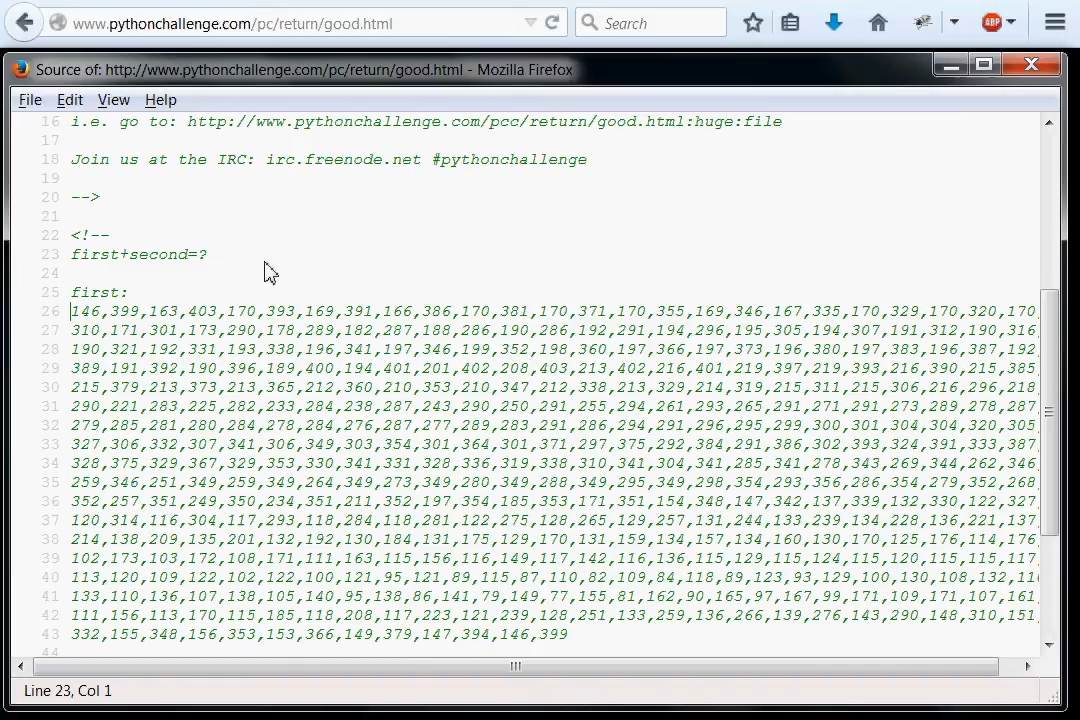 www.pythonchallenge.com/pc/return/good.html
Search
ABP
Source of: http://www.pythonchallenge.com/pc/return/good.html - Mozilla Firefox
File Edit View Help
16 i.e. go to: http://www.pythonchallenge.com/pcc/return/good.html:huge:file
17
18 Join us at the IRC: irc.freenode.net #pythonchallenge
19
20 -->
21
22 <!--
23 first+second=?
24
25 first:
26 146,399,163,403,170,393,169,391,166,386,170,381,170,371,170,355,169,346,167,335,170,329,170,320,170,
27 310,171,301,173,290,178,289,182,287,188,286,190,286,192,291,194,296,195,305,194,307,191,312,190,316,
28 190,321,192,331,193,338,196,341,197,346,199,352,198,360,197,366,197,373,196,380,197,383,196,387,192,
29 389,191,392,190,396,189,400,194,401,201,402,208,403,213,402,216,401,219,397,219,393,216,390,215,385,
30 215,379,213,373,213,365,212,360,210,353,210,347,212,338,213,329,214,319,215,311,215,306,216,296,218,
31 290,221,283,225,282,233,284,238,287,243,290,250,291,255,294,261,293,265,291,271,291,273,289,278,287,
32 279,285,281,280,284,278,284,276,287,277,289,283,291,286,294,291,296,295,299,300,301,304,304,320,305,
33 327,306,332,307,341,306,349,303,354,301,364,301,371,297,375,292,384,291,386,302,393,324,391,333,387,
34 328,375,329,367,329,353,330,341,331,328,336,319,338,310,341,304,341,285,341,278,343,269,344,262,346,
35 259,346,251,349,259,349,264,349,273,349,280,349,288,349,295,349,298,354,293,356,286,354,279,352,268,
36 352,257,351,249,350,234,351,211,352,197,354,185,353,171,351,154,348,147,342,137,339,132,330,122,327,
37 120,314,116,304,117,293,118,284,118,281,122,275,128,265,129,257,131,244,133,239,134,228,136,221,137,
38 214,138,209,135,201,132,192,130,184,131,175,129,170,131,159,134,157,134,160,130,170,125,176,114,176,
39 102,173,103,172,108,171,111,163,115,156,116,149,117,142,116,136,115,129,115,124,115,120,115,115,117,
40 113,120,109,122,102,122,100,121,95,121,89,115,87,110,82,109,84,118,89,123,93,129,100,130,108,132,110,
41 133,110,136,107,138,105,140,95,138,86,141,79,149,77,155,81,162,90,165,97,167,99,171,109,171,107,161,
42 111,156,113,170,115,185,118,208,117,223,121,239,128,251,133,259,136,266,139,276,143,290,148,310,151,
43 332,155,348,156,353,153,366,149,379,147,394,146,399
44
Line 23, Col 1